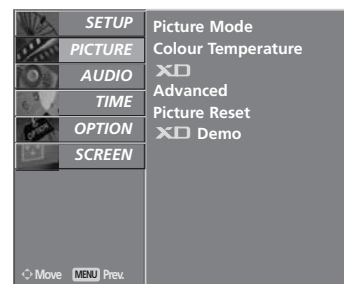 SETUP
PICTURE
AUDIO
TIME
OPTION
SCREEN
Move MENU Prev.
Picture Mode
Colour Temperature
XD
Advanced
Picture Reset
XD Demo